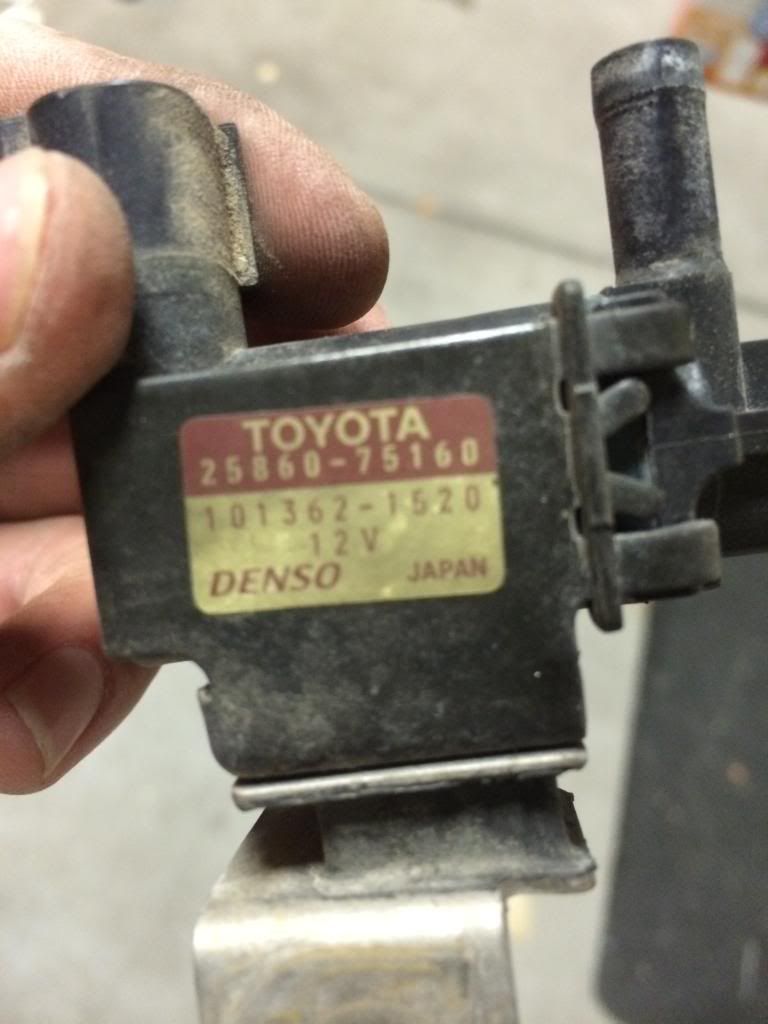 TOYOTA
25860-75160
101362-1520
12V
DENSO JAPAN